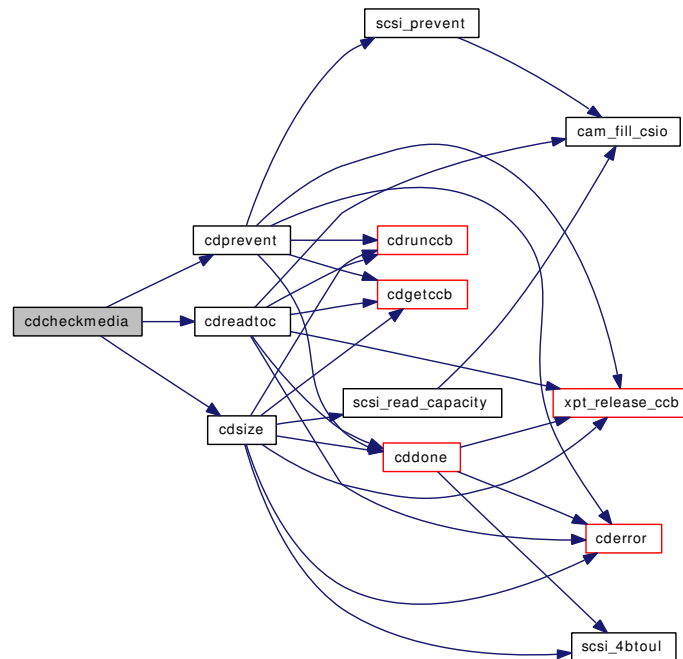 scsi_prevent
cam_fill_csio
cdprevent
cdrunccb
cdgetccb
cdcheckmedia
cdreadtoc
scsi_read_capacity
xpt_release_ccb
cdsize
cddone
cderror
scsi_4btoul